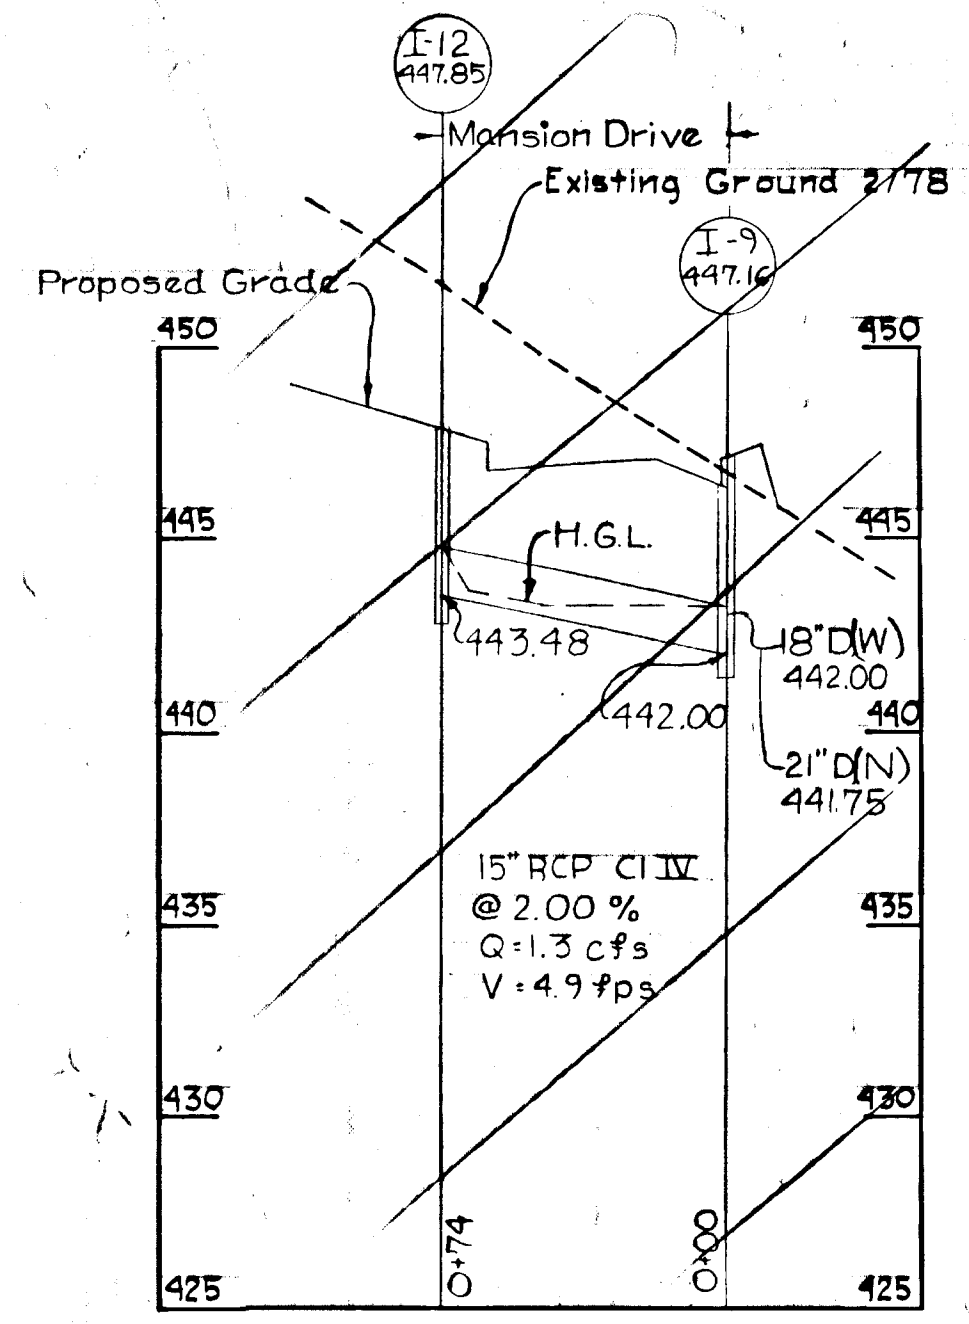 I-12
447.85
Mansion Drive
Existing Ground 2/78
I-9
447.16
Proposed Grade
450
450
445
445
H.G.L.
443.48
18" D(W)
442.00
442.00
440
440
21" D(N)
441.75
15" RCP Cl IV
@ 2.00 %
Q=1.3 cfs
V=4.9 fps
435
435
430
430
0+74
0+00
425
425